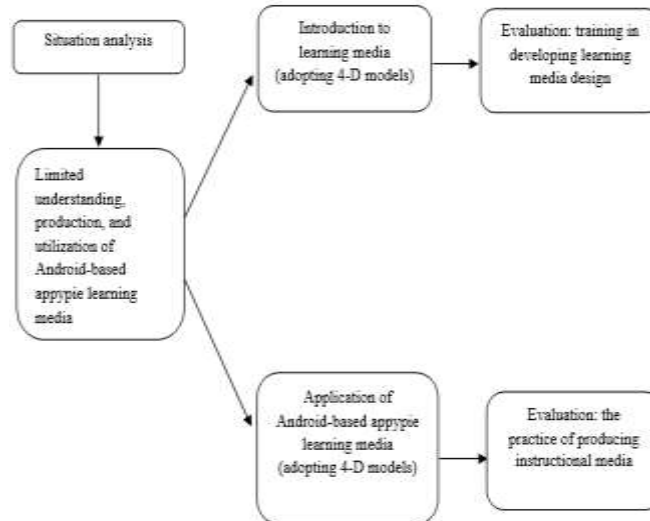 Situation analysis
Limited
understanding,
production, and
utilization of
Android-based
appypie learning
media
Introduction to
learning media
(adopting 4-D models)
Evaluation: training in
developing learning
media design
Application of
Android-based appypie
learning media
(adopting 4-D models)
Evaluation: the
practice of producing
instructional media